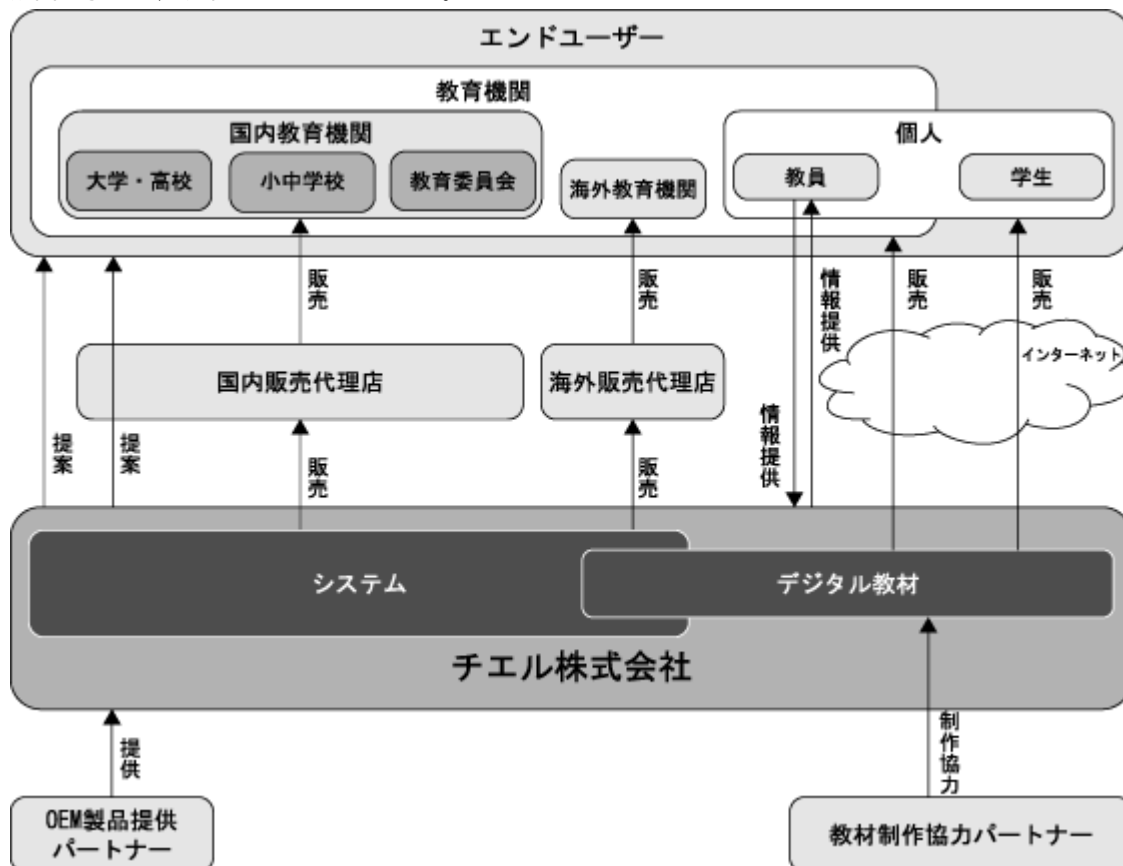 エンドユーザー
教育機関
国内教育機関
個人
大学・高校
小中学校
教育委員会
海外教育機関
教員
学生
販売
販売
情報提供
販売
販売
インターネット
国内販売代理店
海外販売代理店
提案
提案
販売
販売
情報提供
システム
デジタル教材
チエル株式会社
提供
制作協力
OEM製品提供
パートナー
教材制作協力パートナー